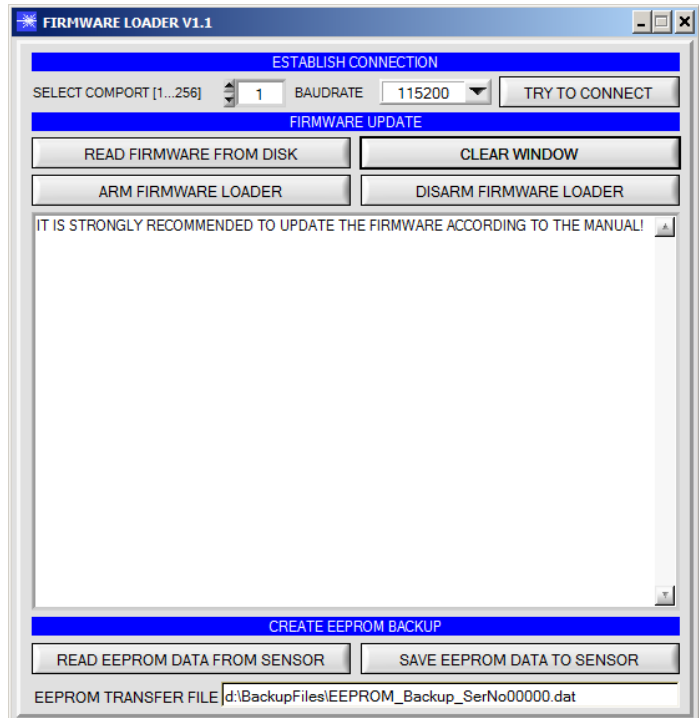 FIRMWARE LOADER V1.1
ESTABLISH CONNECTION
SELECT COMPORT [1...256] 1 BAUDRATE 115200 TRY TO CONNECT
FIRMWARE UPDATE
READ FIRMWARE FROM DISK CLEAR WINDOW
ARM FIRMWARE LOADER DISARM FIRMWARE LOADER
IT IS STRONGLY RECOMMENDED TO UPDATE THE FIRMWARE ACCORDING TO THE MANUAL!
CREATE EEPROM BACKUP
READ EEPROM DATA FROM SENSOR SAVE EEPROM DATA TO SENSOR
EEPROM TRANSFER FILE d:\BackupFiles\EEPROM_Backup_SerNo00000.dat